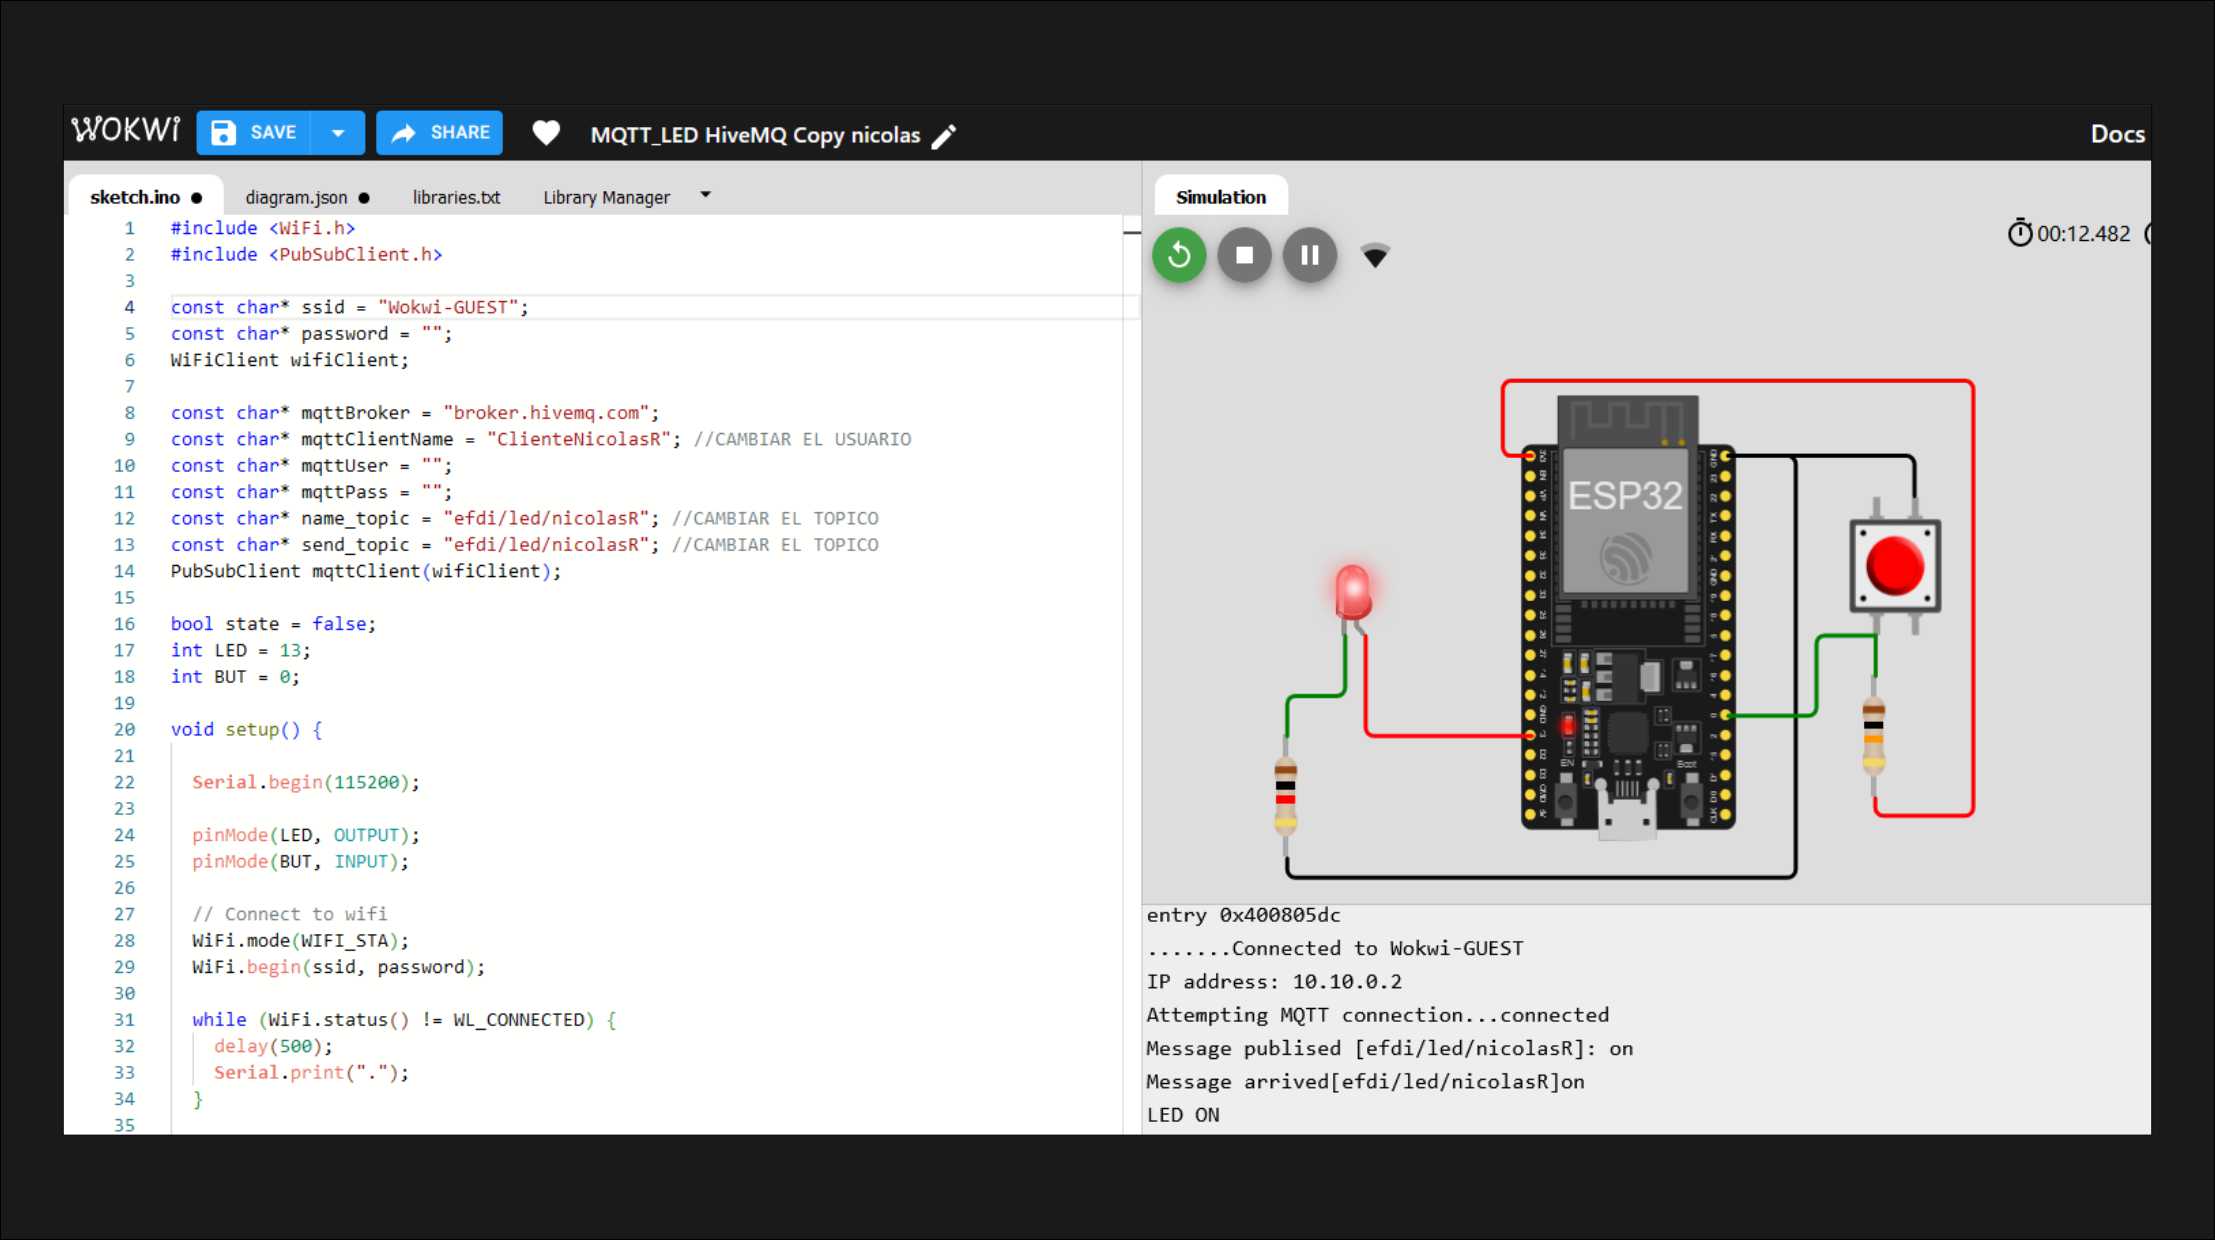 WOKWI SAVE SHARE MQTT_LED HiveMQ Copy nicolas Docs
sketch.ino ● diagram.json ● libraries.txt Library Manager
1 #include <WiFi.h>
2 #include <PubSubClient.h>
3
4 const char* ssid = "Wokwi-GUEST";
5 const char* password = "";
6 WiFiClient wifiClient;
7
8 const char* mqttBroker = "broker.hivemq.com";
9 const char* mqttClientName = "ClienteNicolasR"; //CAMBIAR EL USUARIO
10 const char* mqttUser = "";
11 const char* mqttPass = "";
12 const char* name_topic = "efdi/led/nicolasR"; //CAMBIAR EL TOPICO
13 const char* send_topic = "efdi/led/nicolasR"; //CAMBIAR EL TOPICO
14 PubSubClient mqttClient(wifiClient);
15
16 bool state = false;
17 int LED = 13;
18 int BUT = 0;
19
20 void setup() {
21
22 Serial.begin(115200);
23
24 pinMode(LED, OUTPUT);
25 pinMode(BUT, INPUT);
26
27 // Connect to wifi
28 WiFi.mode(WIFI_STA);
29 WiFi.begin(ssid, password);
30
31 while (WiFi.status() != WL_CONNECTED) {
32 delay(500);
33 Serial.print(".");
34 }
35
Simulation
00:12.482
ESP32
EN
Boot
entry 0x400805dc
.......Connected to Wokwi-GUEST
IP address: 10.10.0.2
Attempting MQTT connection...connected
Message publised [efdi/led/nicolasR]: on
Message arrived[efdi/led/nicolasR]on
LED ON